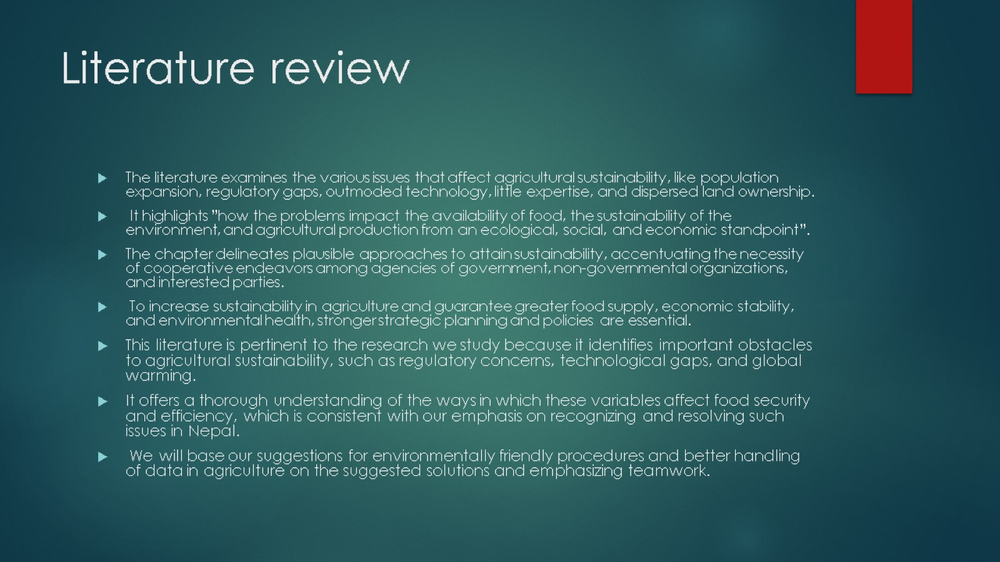 Literature review
The literature examines the various issues that affect agricultural sustainability, like population
expansion, regulatory gaps, outmoded technology, little expertise, and dispersed land ownership.
It highlights ”how the problems impact the availability of food, the sustainability of the
environment, and agricultural production from an ecological, social, and economic standpoint”.
The chapter delineates plausible approaches to attain sustainability, accentuating the necessity
of cooperative endeavors among agencies of government, non-governmental organizations,
and interested parties.
To increase sustainability in agriculture and guarantee greater food supply, economic stability,
and environmental health, stronger strategic planning and policies are essential.
This literature is pertinent to the research we study because it identifies important obstacles
to agricultural sustainability, such as regulatory concerns, technological gaps, and global
warming.
It offers a thorough understanding of the ways in which these variables affect food security
and efficiency, which is consistent with our emphasis on recognizing and resolving such
issues in Nepal.
We will base our suggestions for environmentally friendly procedures and better handling
of data in agriculture on the suggested solutions and emphasizing teamwork.